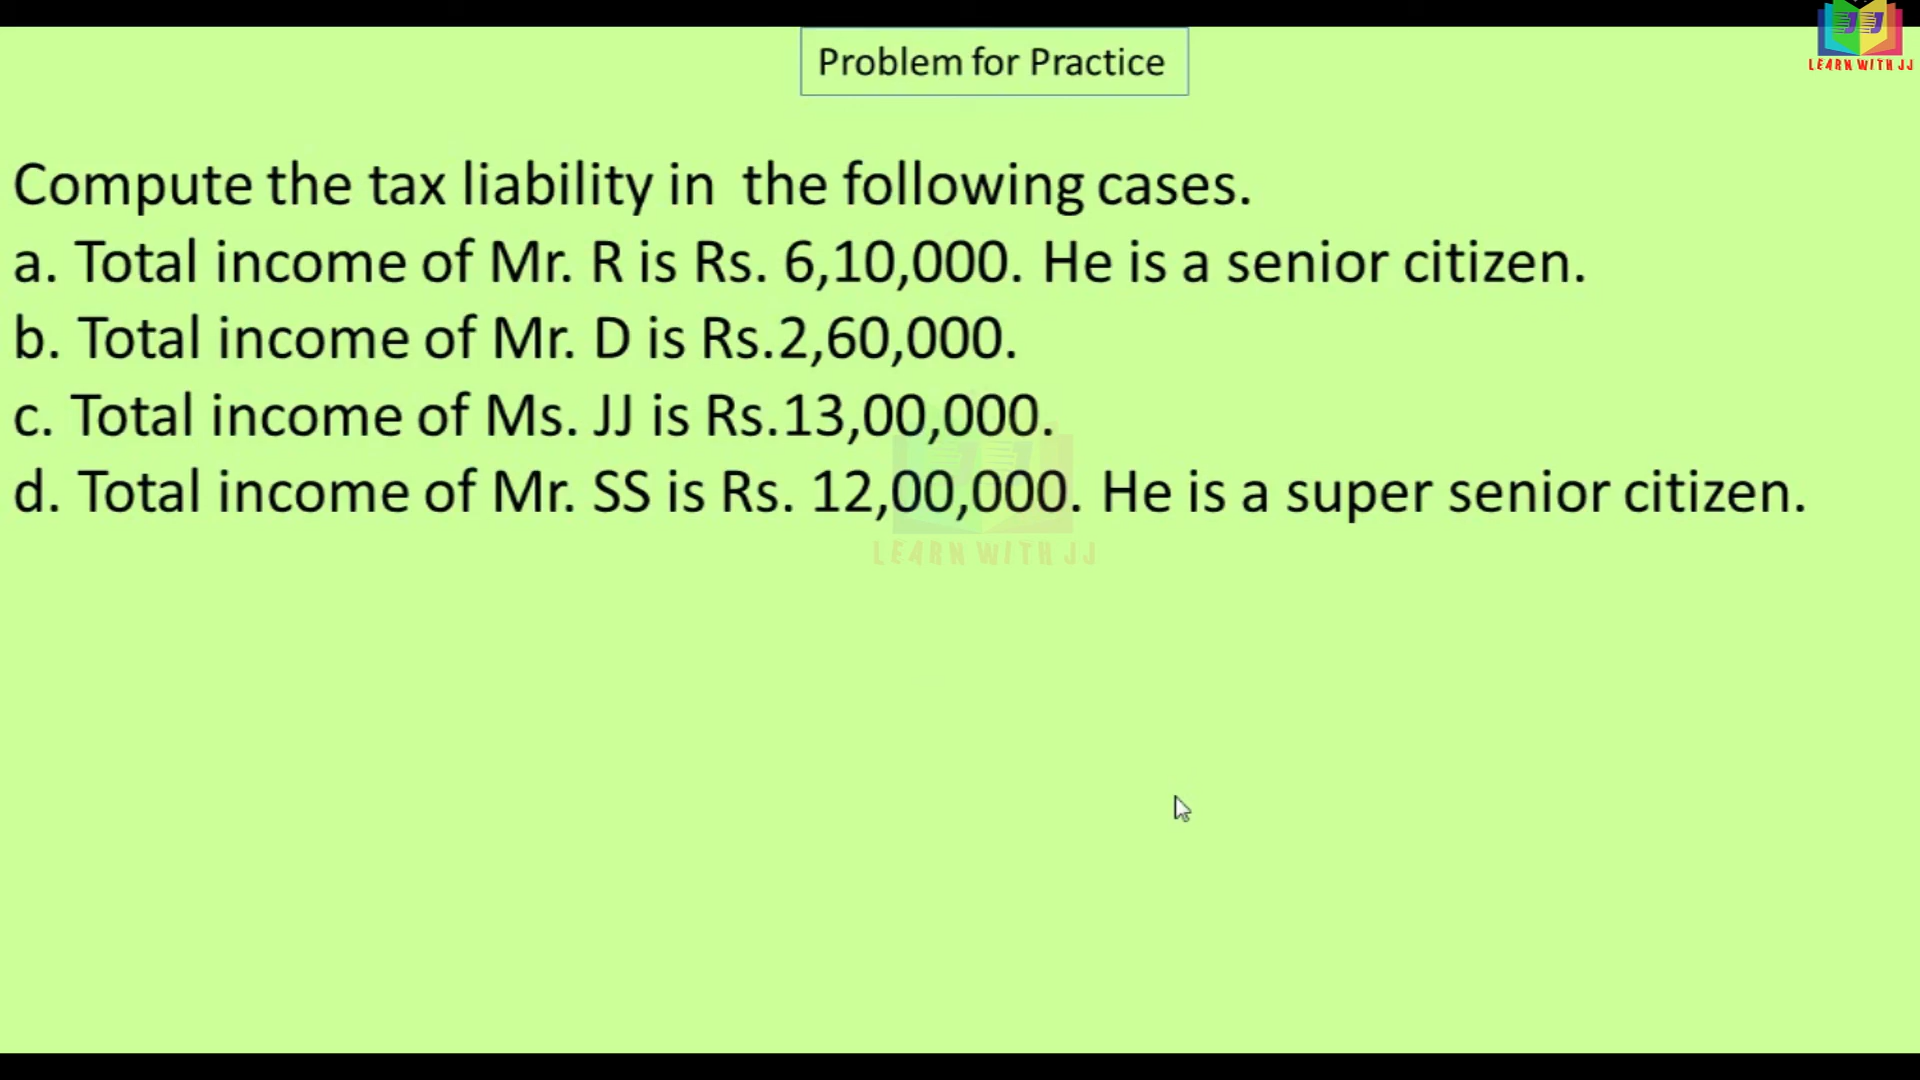 LEARN WITH JJ
Problem for Practice
Compute the tax liability in the following cases.
a. Total income of Mr. R is Rs. 6,10,000. He is a senior citizen.
b. Total income of Mr. D is Rs.2,60,000.
c. Total income of Ms. JJ is Rs.13,00,000.
d. Total income of Mr. SS is Rs. 12,00,000. He is a super senior citizen.
LEARN WITH JJ